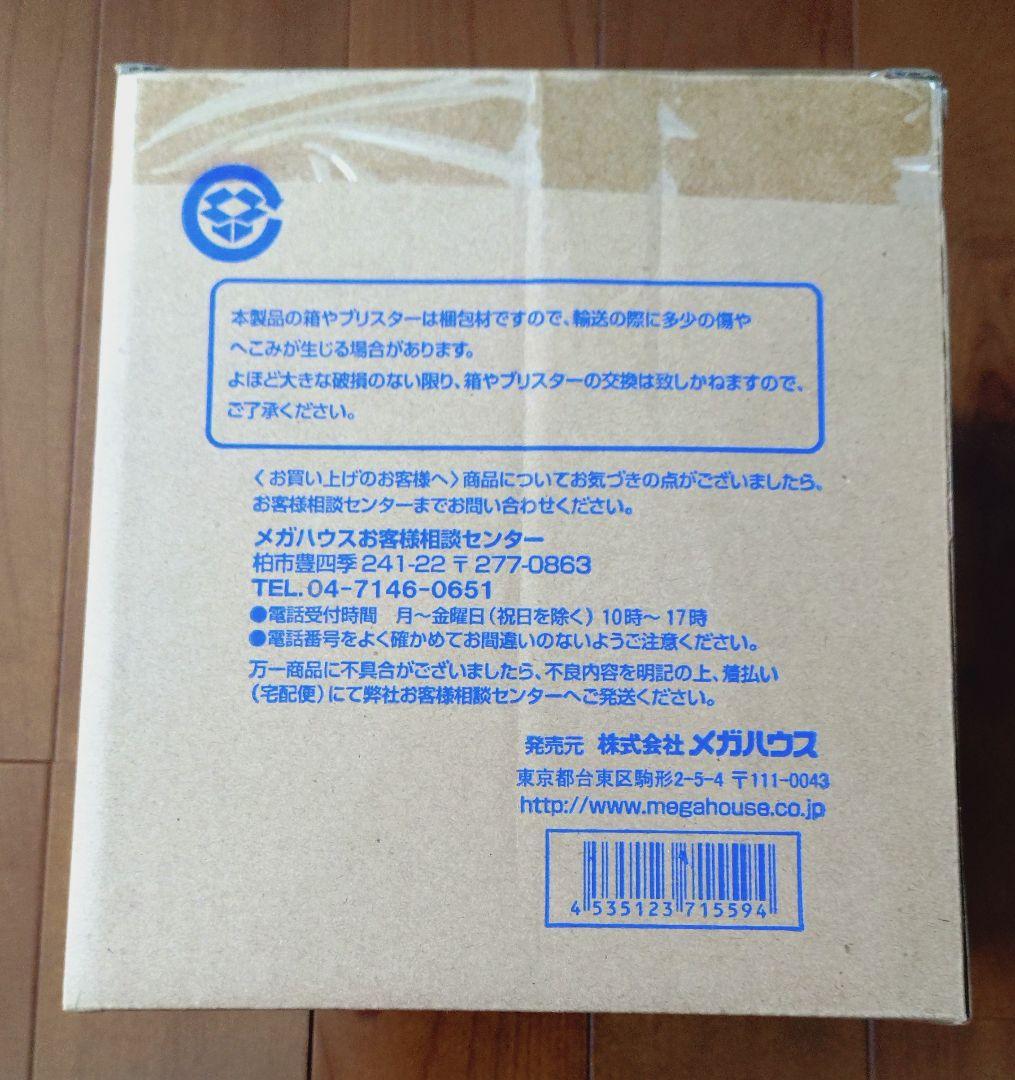 本製品の箱やブリスターは梱包材ですので、輸送の際に多少の傷や
へこみが生じる場合があります。
よほど大きな破損のない限り、箱やブリスターの交換は致しかねますので、
ご了承ください。
〈お買い上げのお客様へ〉商品についてお気づきの点がございましたら、
お客様相談センターまでお問い合わせください。
メガハウスお客様相談センター
柏市豊四季241-22 〒277-0863
TEL.04-7146-0651
●電話受付時間　月〜金曜日(祝日を除く) 10時〜17時
●電話番号をよく確かめてお間違いのないようご注意ください。
万一商品に不具合がございましたら、不良内容を明記の上、着払い
(宅配便)にて弊社お客様相談センターへご発送ください。
発売元 株式会社メガハウス
東京都台東区駒形2-5-4 〒111-0043
http://www.megahouse.co.jp
4 535123 715594